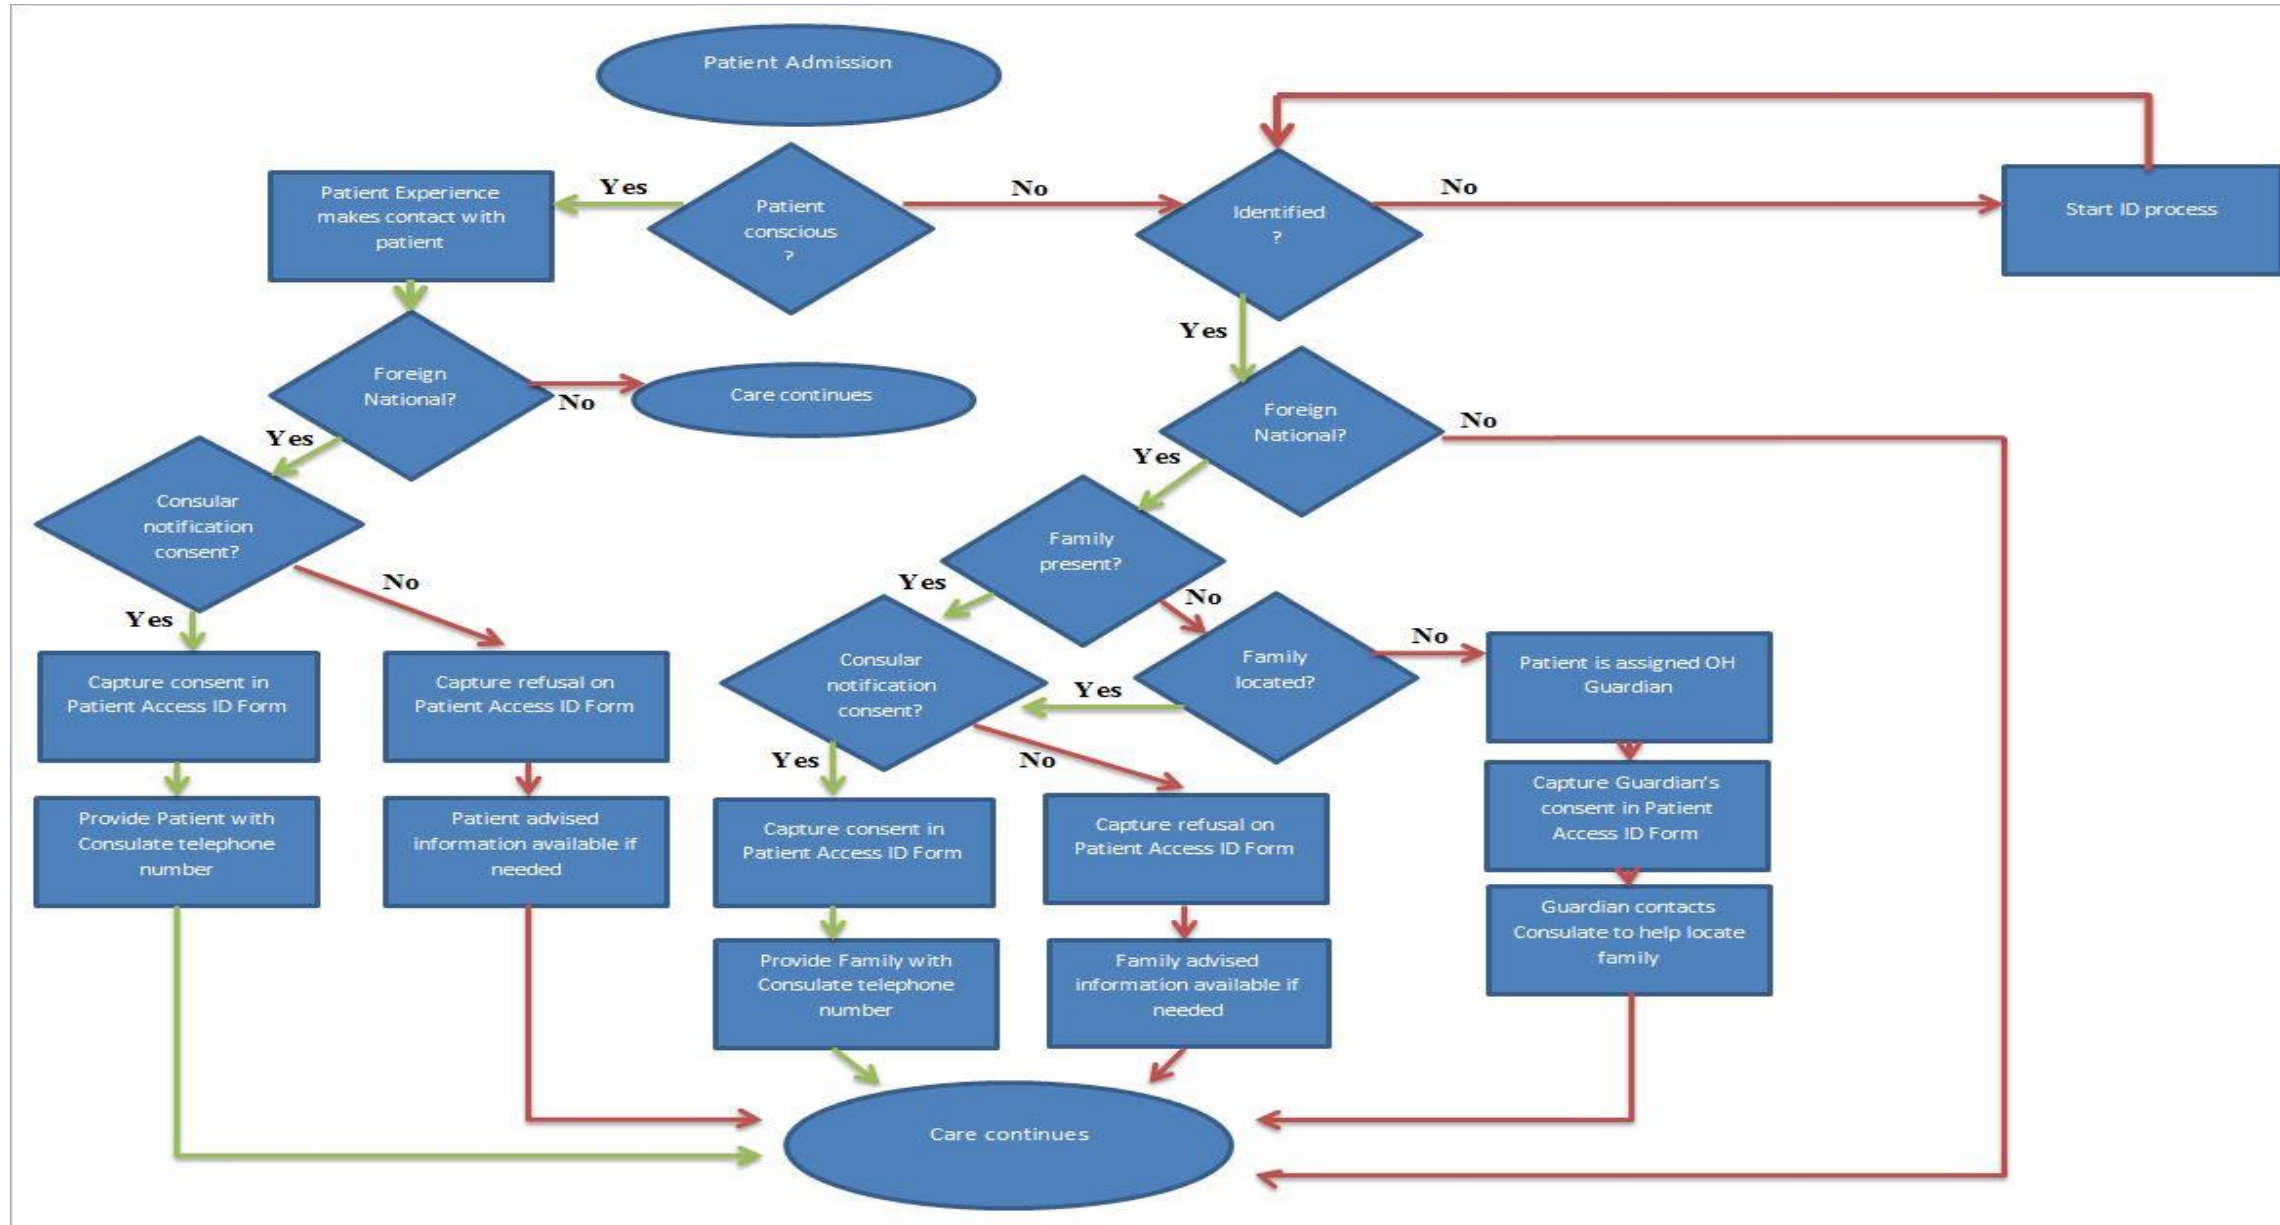 Patient Admission
Patient Experience
makes contact with
patient
Yes
Patient
conscious
?
No
Identified
?
No
Start ID process
Yes
Foreign
National?
No
Care continues
Yes
Foreign
National?
No
Yes
Consular
notification
consent?
No
Yes
Family
present?
Yes
No
Consular
notification
consent?
Yes
Family
located?
No
Patient is assigned OH
Guardian
Capture consent in
Patient Access ID Form
Capture refusal on
Patient Access ID Form
Yes
No
Capture Guardian's
consent in Patient
Access ID Form
Provide Patient with
Consulate telephone
number
Patient advised
information available if
needed
Capture consent in
Patient Access ID Form
Capture refusal on
Patient Access ID Form
Guardian contacts
Consulate to help locate
family
Provide Family with
Consulate telephone
number
Family advised
information available if
needed
Care continues